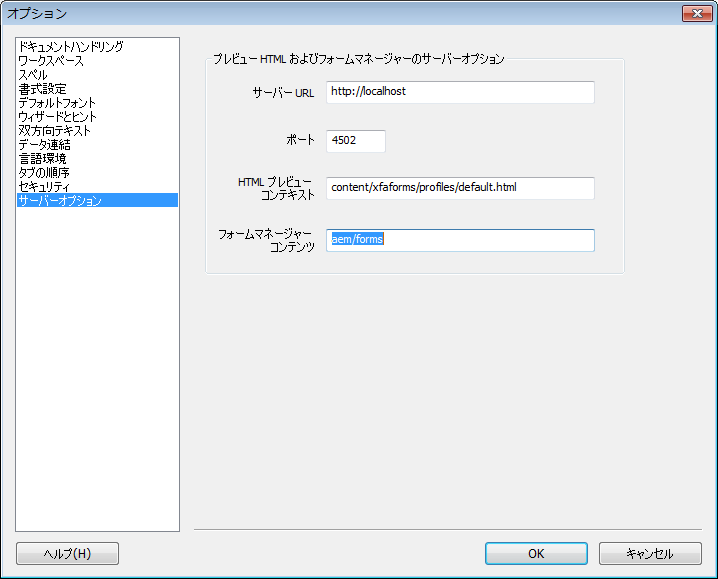 オプション
ドキュメントハンドリング
ワークスペース
スペル
書式設定
デフォルトフォント
ウィザードとヒント
双方向テキスト
データ連結
言語環境
タブの順序
セキュリティ
サーバーオプション
プレビュー HTML およびフォームマネージャーのサーバーオプション
サーバー URL
http://localhost
ポート
4502
HTML プレビュー
コンテキスト
content/xfaforms/profiles/default.html
フォームマネージャー
コンテンツ
aem/forms
ヘルプ(H)
OK
キャンセル